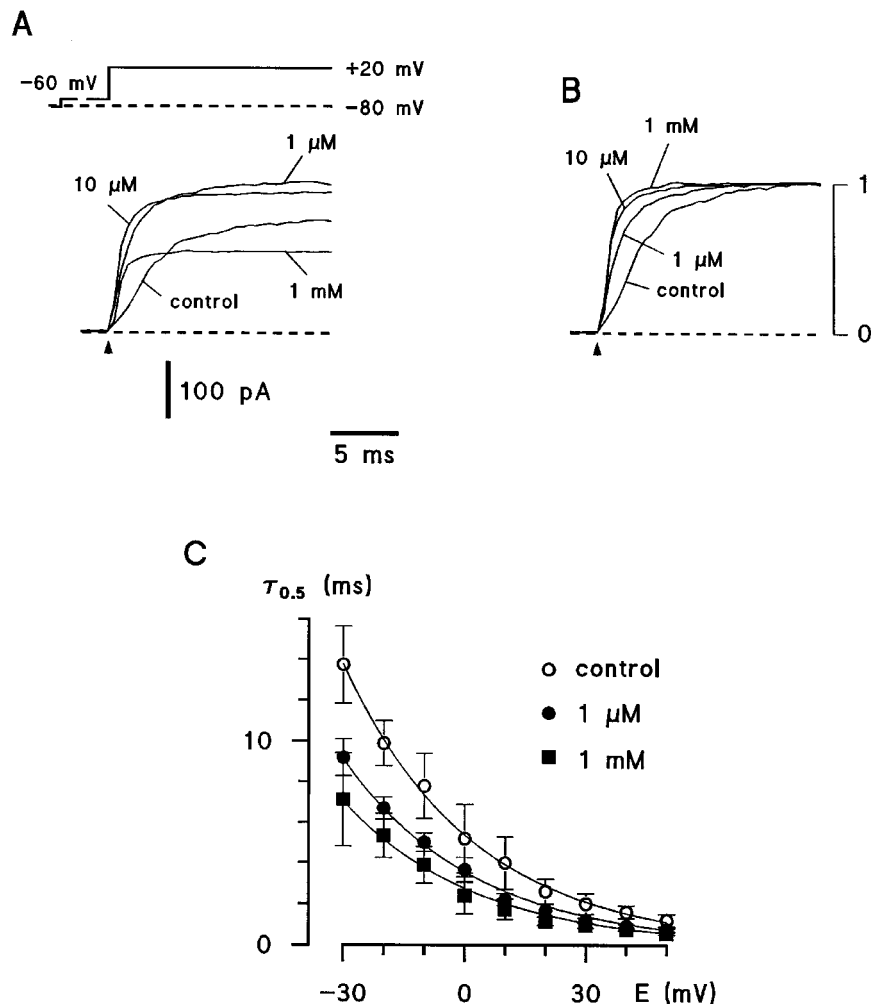 A
-60 mV
+20 mV
-80 mV
1 µM
10 µM
control
1 mM
100 pA
5 ms
B
1 mM
10 µM
1
1 µM
control
0
C
τ0.5 (ms)
control
1 µM
1 mM
10
0
-30 0 30 E (mV)